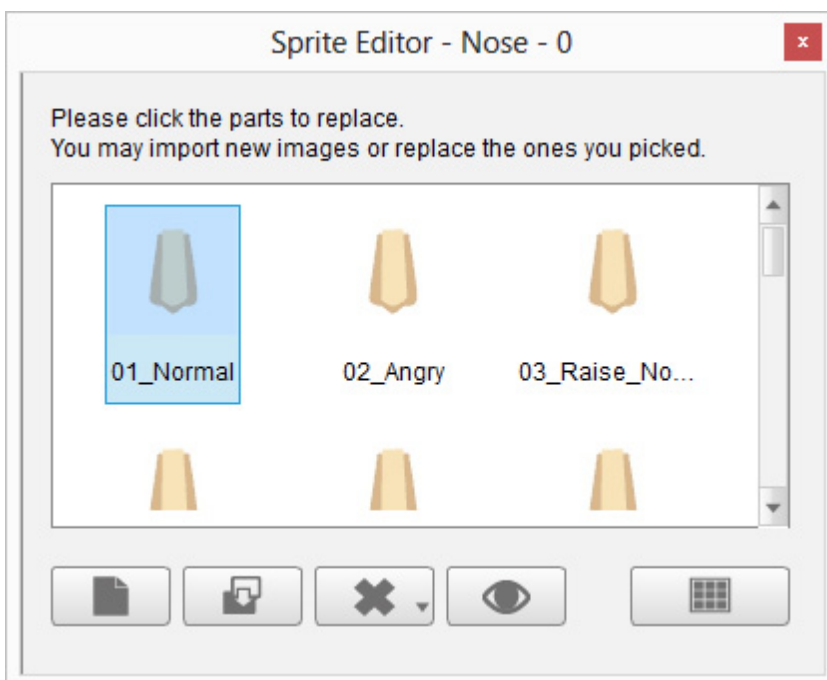 Sprite Editor - Nose - 0
x
Please click the parts to replace.
You may import new images or replace the ones you picked.
01_Normal
02_Angry
03_Raise_No...